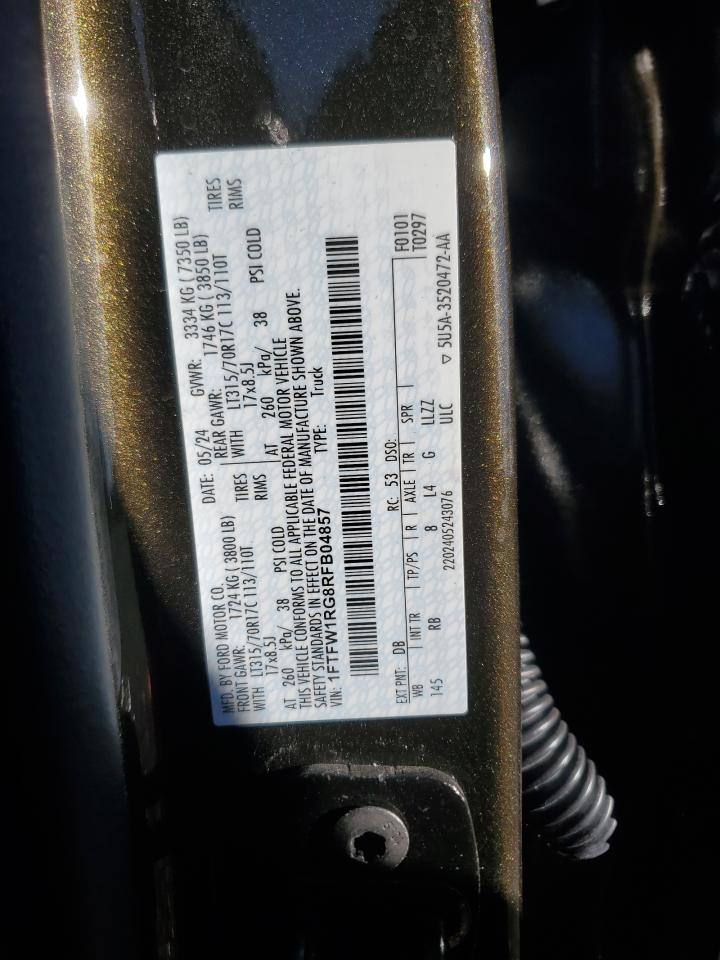 MFD. BY FORD MOTOR CO.
DATE: 05/24 GVWR: 3334 KG ( 7350 LB)
FRONT GAWR: 1724 KG ( 3800 LB)
REAR GAWR: 1746 KG ( 3850 LB)
WITH LT315/70R17C 113/110T TIRES
WITH LT315/70R17C 113/110T TIRES
17x8.5J RIMS
17x8.5J RIMS
AT 260 kPa/ 38 PSI COLD
AT 260 kPa/ 38 PSI COLD
THIS VEHICLE CONFORMS TO ALL APPLICABLE FEDERAL MOTOR VEHICLE
SAFETY STANDARDS IN EFFECT ON THE DATE OF MANUFACTURE SHOWN ABOVE.
VIN: 1FTFW1RG8RFB04857 TYPE: Truck
EXT PNT: DB RC: 53 DSO: F0101
WB INT TR TP/PS R AXLE TR SPR T0297
145 RB 8 L4 G LLZZ
2202405243076 ULC ▽ 5U5A-3520472-AA